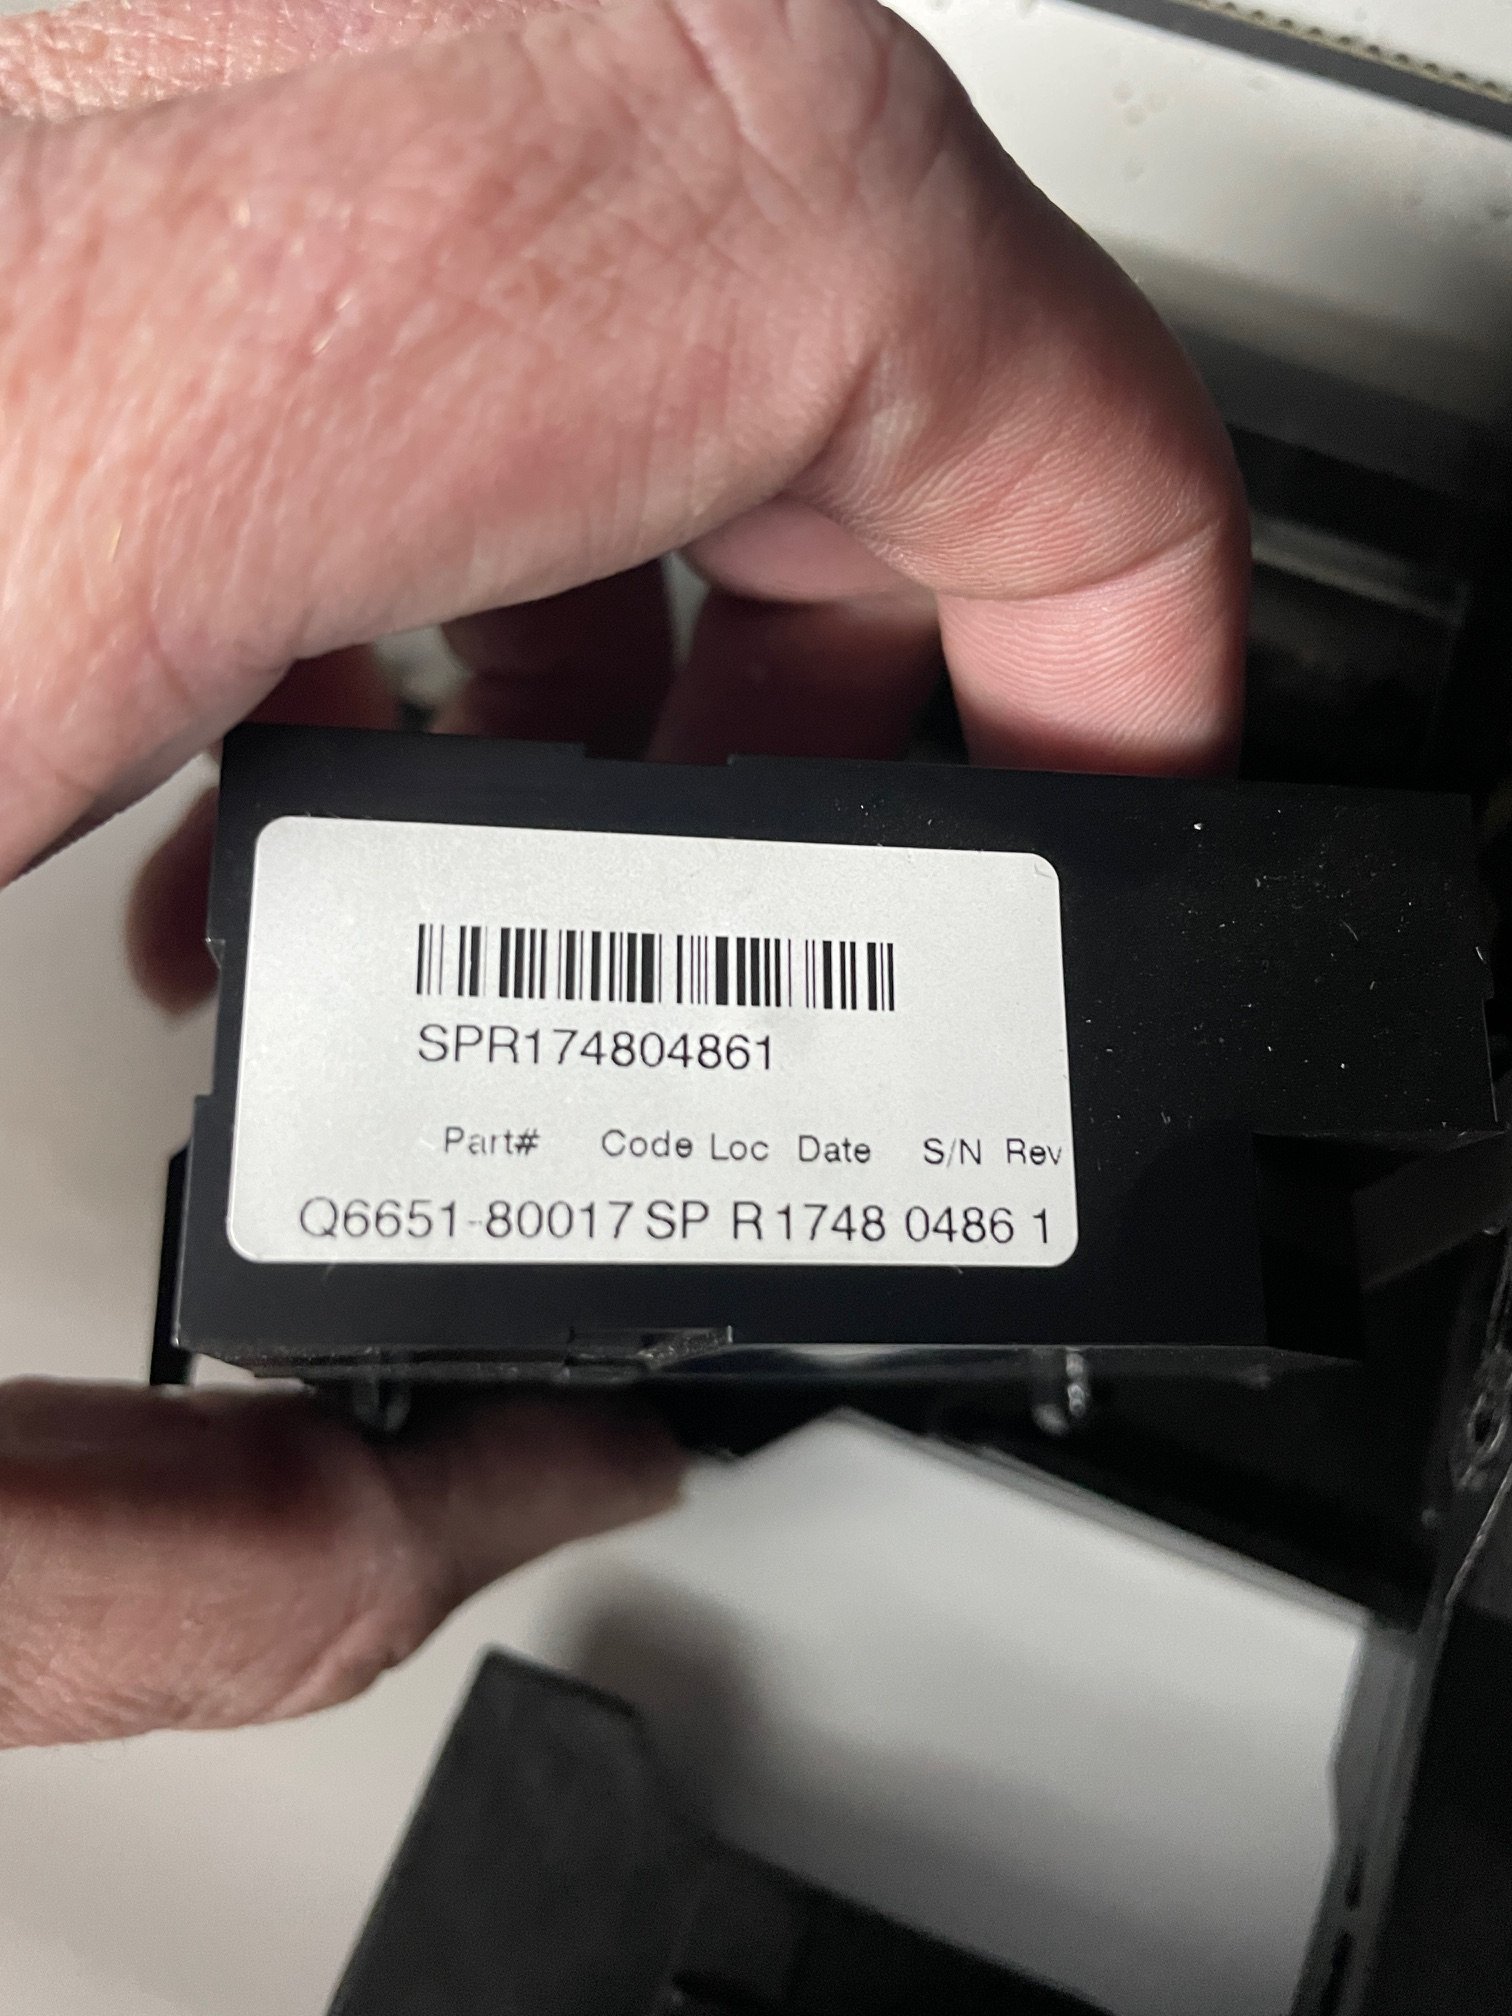 SPR174804861
Part# Code Loc Date S/N Rev
Q6651-80017 SP R 1748 0486 1